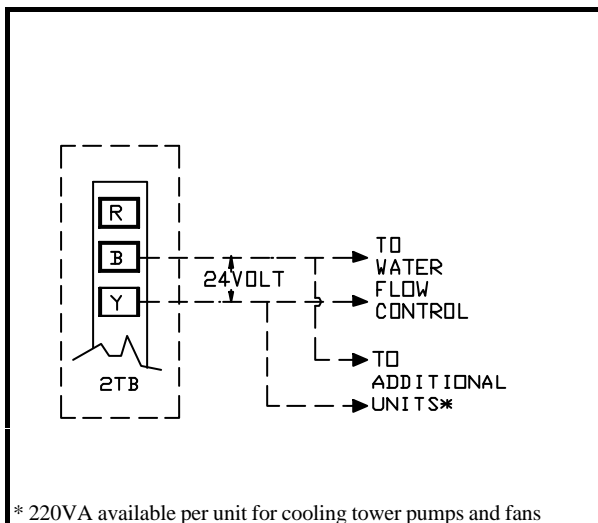 R
B
24VOLT
Y
2TB
TO
WATER
FLOW
CONTROL
TO
ADDITIONAL
UNITS*
* 220VA available per unit for cooling tower pumps and fans